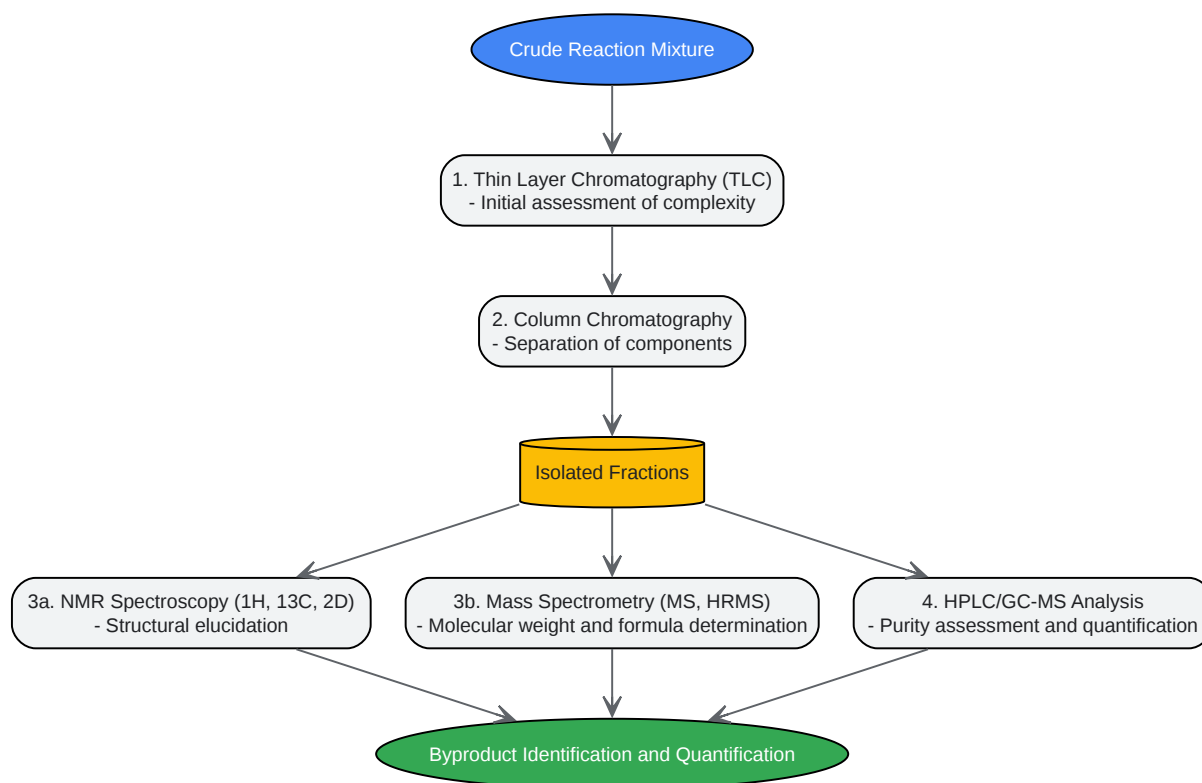 Crude Reaction Mixture
1. Thin Layer Chromatography (TLC)
- Initial assessment of complexity
2. Column Chromatography
- Separation of components
Isolated Fractions
3a. NMR Spectroscopy (1H, 13C, 2D)
- Structural elucidation
3b. Mass Spectrometry (MS, HRMS)
- Molecular weight and formula determination
4. HPLC/GC-MS Analysis
- Purity assessment and quantification
Byproduct Identification and Quantification